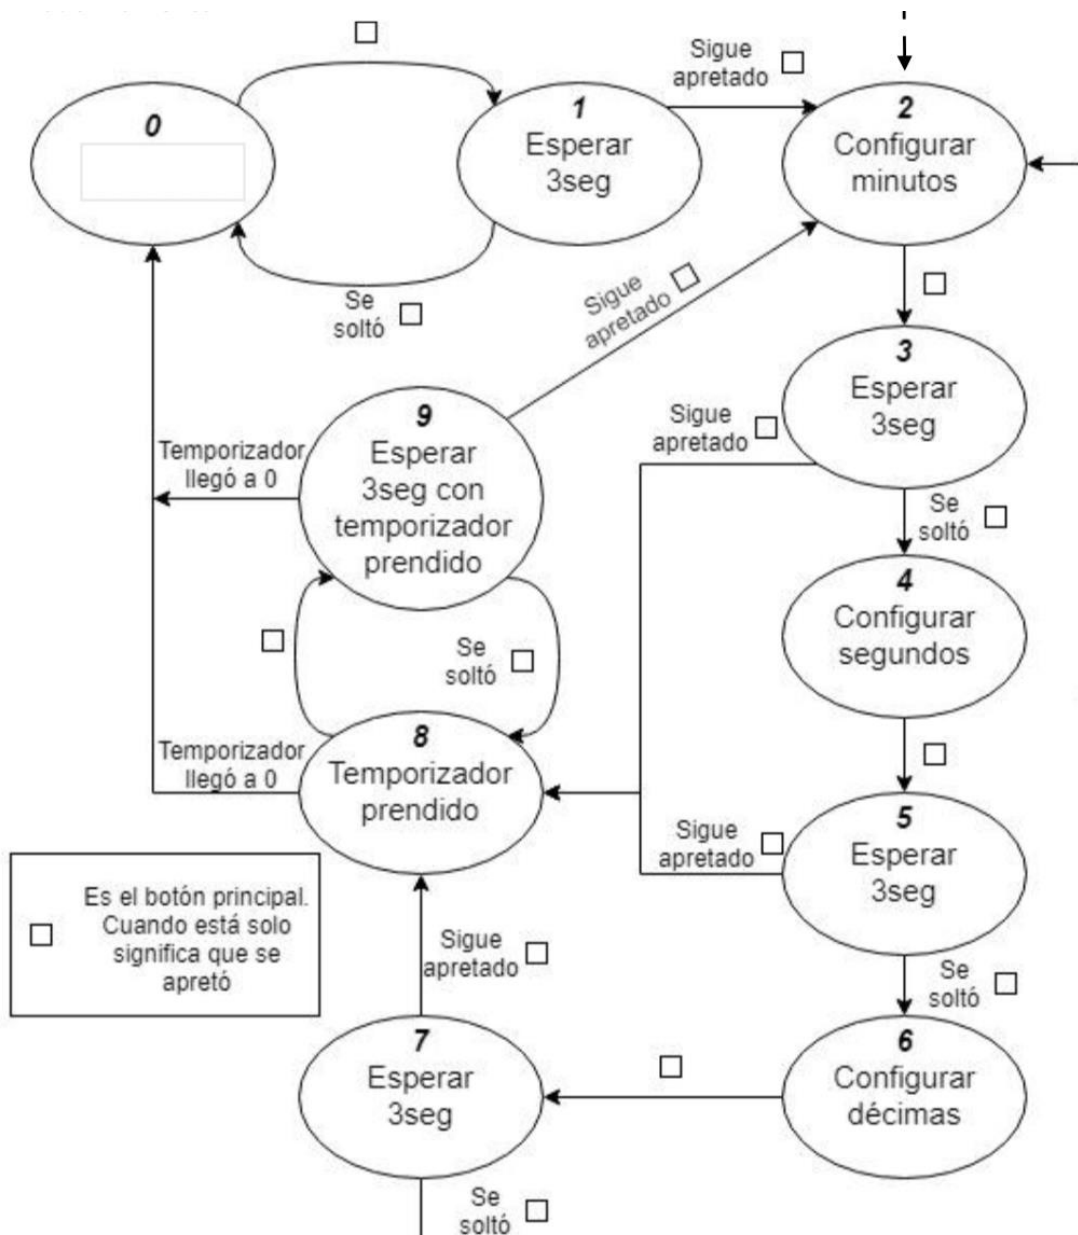 Sigue
apretado
0
1
Esperar
3seg
2
Configurar
minutos
Se
soltó
Sigue
apretado
3
Esperar
3seg
Sigue
apretado
9
Esperar
3seg con
temporizador
prendido
Temporizador
llegó a 0
Se
soltó
4
Configurar
segundos
Se
soltó
8
Temporizador
prendido
Temporizador
llegó a 0
5
Esperar
3seg
Sigue
apretado
Es el botón principal.
Cuando está solo
significa que se
apretó
Sigue
apretado
Se
soltó
7
Esperar
3seg
6
Configurar
décimas
Se
soltó